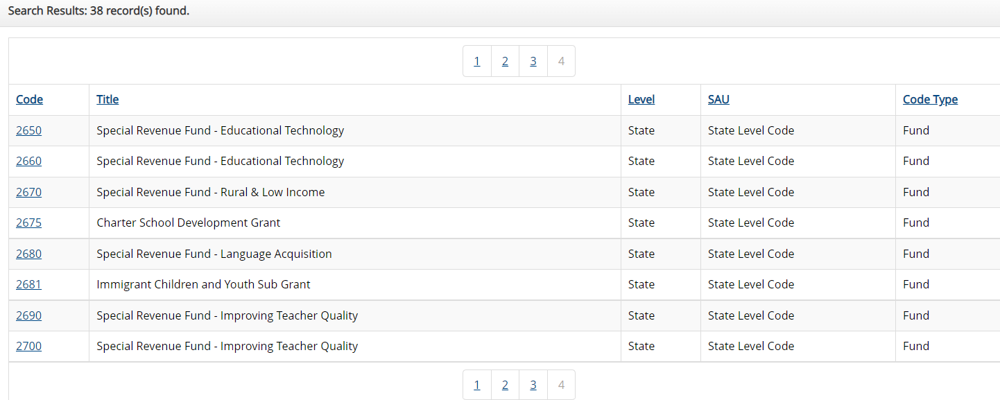 Search Results: 38 record(s) found.
1 2 3 4
Code Title Level SAU Code Type
2650 Special Revenue Fund - Educational Technology State State Level Code Fund
2660 Special Revenue Fund - Educational Technology State State Level Code Fund
2670 Special Revenue Fund - Rural & Low Income State State Level Code Fund
2675 Charter School Development Grant State State Level Code Fund
2680 Special Revenue Fund - Language Acquisition State State Level Code Fund
2681 Immigrant Children and Youth Sub Grant State State Level Code Fund
2690 Special Revenue Fund - Improving Teacher Quality State State Level Code Fund
2700 Special Revenue Fund - Improving Teacher Quality State State Level Code Fund
1 2 3 4